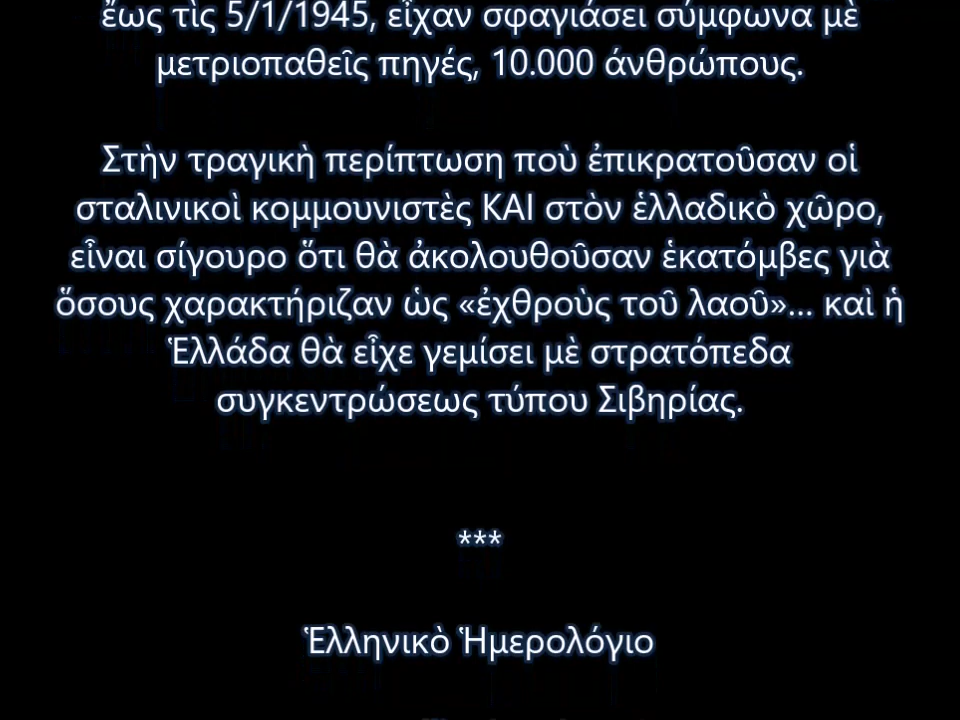 ἕως τὶς 5/1/1945, εἶχαν σφαγιάσει σύμφωνα μὲ
μετριοπαθεῖς πηγές, 10.000 άνθρώπους.
Στὴν τραγικὴ περίπτωση ποὺ ἐπικρατοῦσαν οἱ
σταλινικοὶ κομμουνιστὲς ΚΑΙ στὸν ἑλλαδικὸ χῶρο,
εἶναι σίγουρο ὅτι θὰ ἀκολουθοῦσαν ἑκατόμβες γιὰ
ὅσους χαρακτήριζαν ὡς «ἐχθροὺς τοῦ λαοῦ»... καὶ ἡ
Ἑλλάδα θὰ εἶχε γεμίσει μὲ στρατόπεδα
συγκεντρώσεως τύπου Σιβηρίας.
***
Ἑλληνικὸ Ἡμερολόγιο